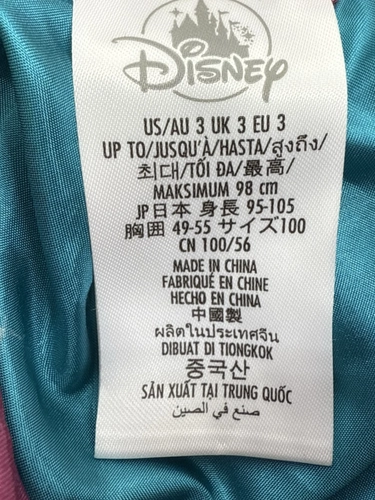 Disney
US/AU 3 UK 3 EU 3
UP TO/JUSQU'À/HASTA/สูงถึง/
최대/TỐI ĐA/最高/
MAKSIMUM 98 cm
JP日本 身長 95-105
胸囲 49-55 サイズ100
CN 100/56
MADE IN CHINA
FABRIQUÉ EN CHINE
HECHO EN CHINA
中國製
ผลิตในประเทศจีน
DIBUAT DI TIONGKOK
중국산
SẢN XUẤT TẠI TRUNG QUỐC
صنع في الصين